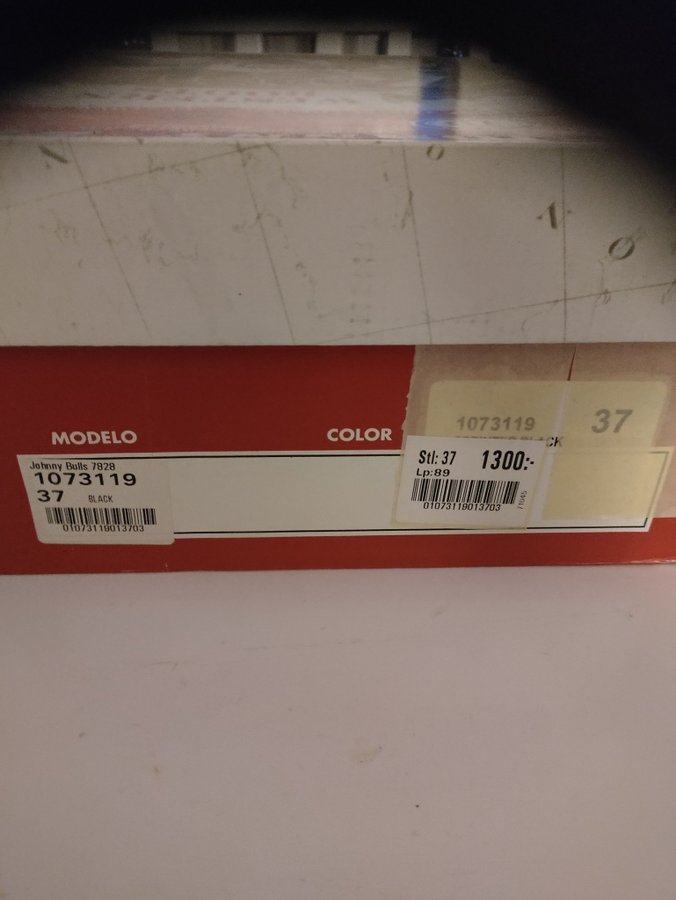 MODELO
COLOR
Johnny Bulls 7828
1073119
37 BLACK
01073119013703
1073119
37
Stl: 37 1300:-
Lp:89
01073119013703